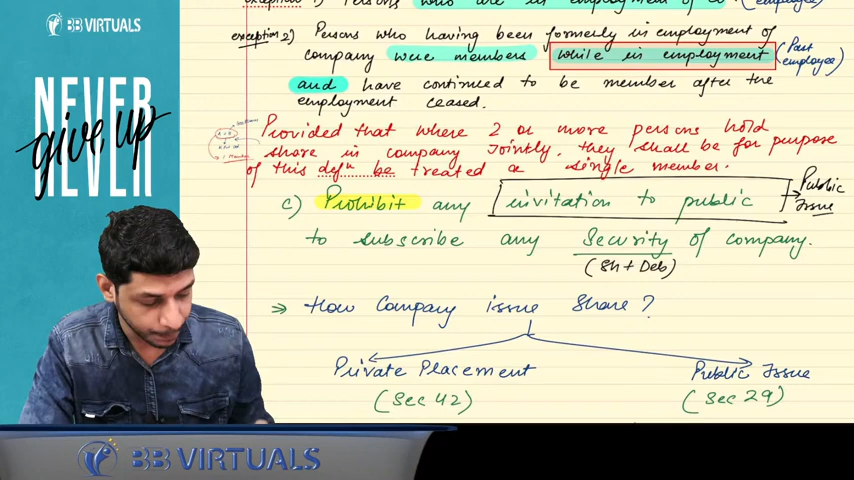 BB VIRTUALS
NEVER
give up
NEVER
exception 2) Persons who having been formerly in employment of
company were members while in employment (Past
employee)
and have continued to be member after the
employment ceased.
Provided that where 2 or more persons hold
share in company jointly, they shall be for purpose
of this defn be treated as single member.
c) Prohibit any invitation to public → Public
Issue
to subscribe any Security of company.
(Sh + Deb)
⇒ How Company issue Share?
Private Placement Public Issue
(Sec 42) (Sec 29)
BB VIRTUALS